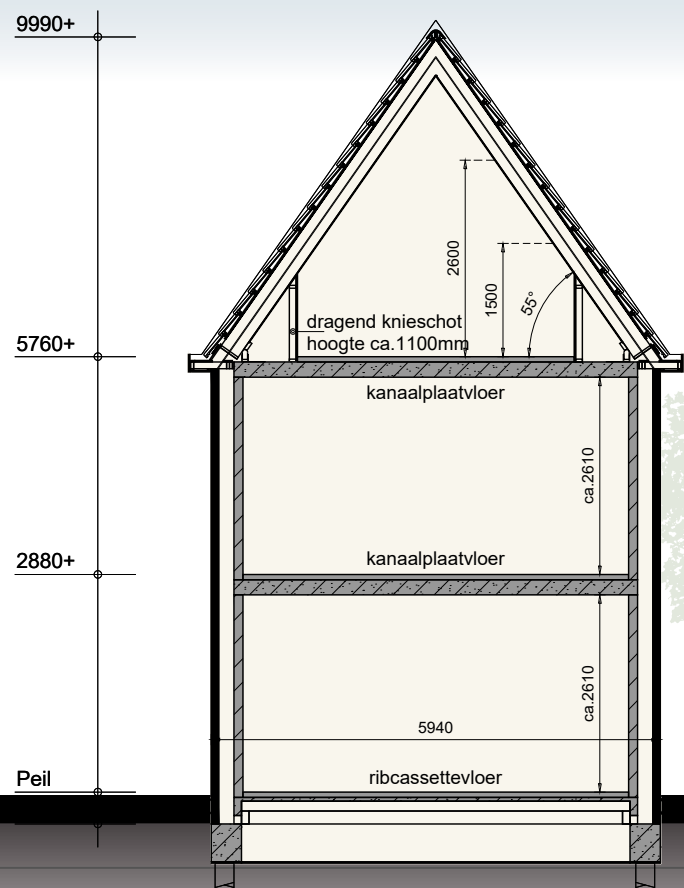 9990+
2600
1500
55°
dragend knieschot
hoogte ca.1100mm
5760+
kanaalplaatvloer
ca.2610
2880+
kanaalplaatvloer
ca.2610
5940
Peil
ribcassettevloer